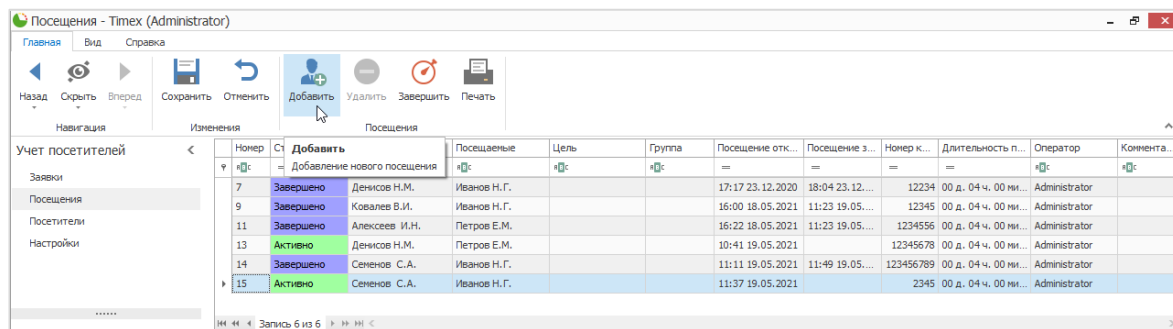 Посещения - Timex (Administrator)
Главная Вид Справка
Назад Скрыть Вперед Сохранить Отменить Добавить Удалить Завершить Печать
Навигация Изменения Посещения
Учет посетителей
Заявки
Посещения
Посетители
Настройки
Номер Ст Посещаемые Цель Группа Посещение отк... Посещение з... Номер к... Длительность п... Оператор Коммента...
Добавить
Добавление нового посещения
7 Завершено Денисов Н.М. Иванов Н.Г. 17:17 23.12.2020 18:04 23.12.... 12234 00 д. 04 ч. 00 ми... Administrator
9 Завершено Ковалев В.И. Иванов Н.Г. 16:00 18.05.2021 11:23 19.05.... 12345 00 д. 04 ч. 00 ми... Administrator
11 Завершено Алексеев И.Н. Петров Е.М. 16:22 18.05.2021 11:23 19.05.... 1234556 00 д. 04 ч. 00 ми... Administrator
13 Активно Денисов Н.М. Петров Е.М. 10:41 19.05.2021 12345678 00 д. 04 ч. 00 ми... Administrator
14 Завершено Семенов С.А. Иванов Н.Г. 11:11 19.05.2021 11:49 19.05.... 123456789 00 д. 04 ч. 00 ми... Administrator
15 Активно Семенов С.А. Иванов Н.Г. 11:37 19.05.2021 2345 00 д. 04 ч. 00 ми... Administrator
Запись 6 из 6